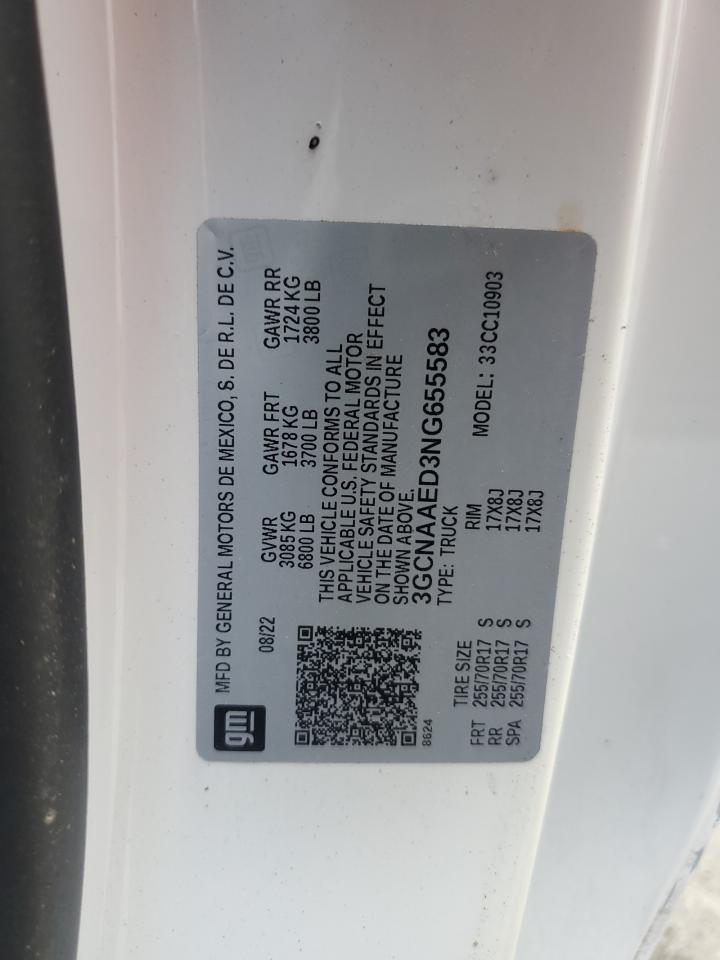 gm
MFD BY GENERAL MOTORS DE MEXICO, S. DE R.L. DE C.V.
08/22 GVWR GAWR FRT GAWR RR
3085 KG 1678 KG 1724 KG
6800 LB 3700 LB 3800 LB
THIS VEHICLE CONFORMS TO ALL
APPLICABLE U.S. FEDERAL MOTOR
VEHICLE SAFETY STANDARDS IN EFFECT
ON THE DATE OF MANUFACTURE
SHOWN ABOVE.
3GCNAAED3NG655583
8624
TYPE: TRUCK
TIRE SIZE RIM MODEL: 33CC10903
FRT 255/70R17 S 17X8J
RR 255/70R17 S 17X8J
SPA 255/70R17 S 17X8J